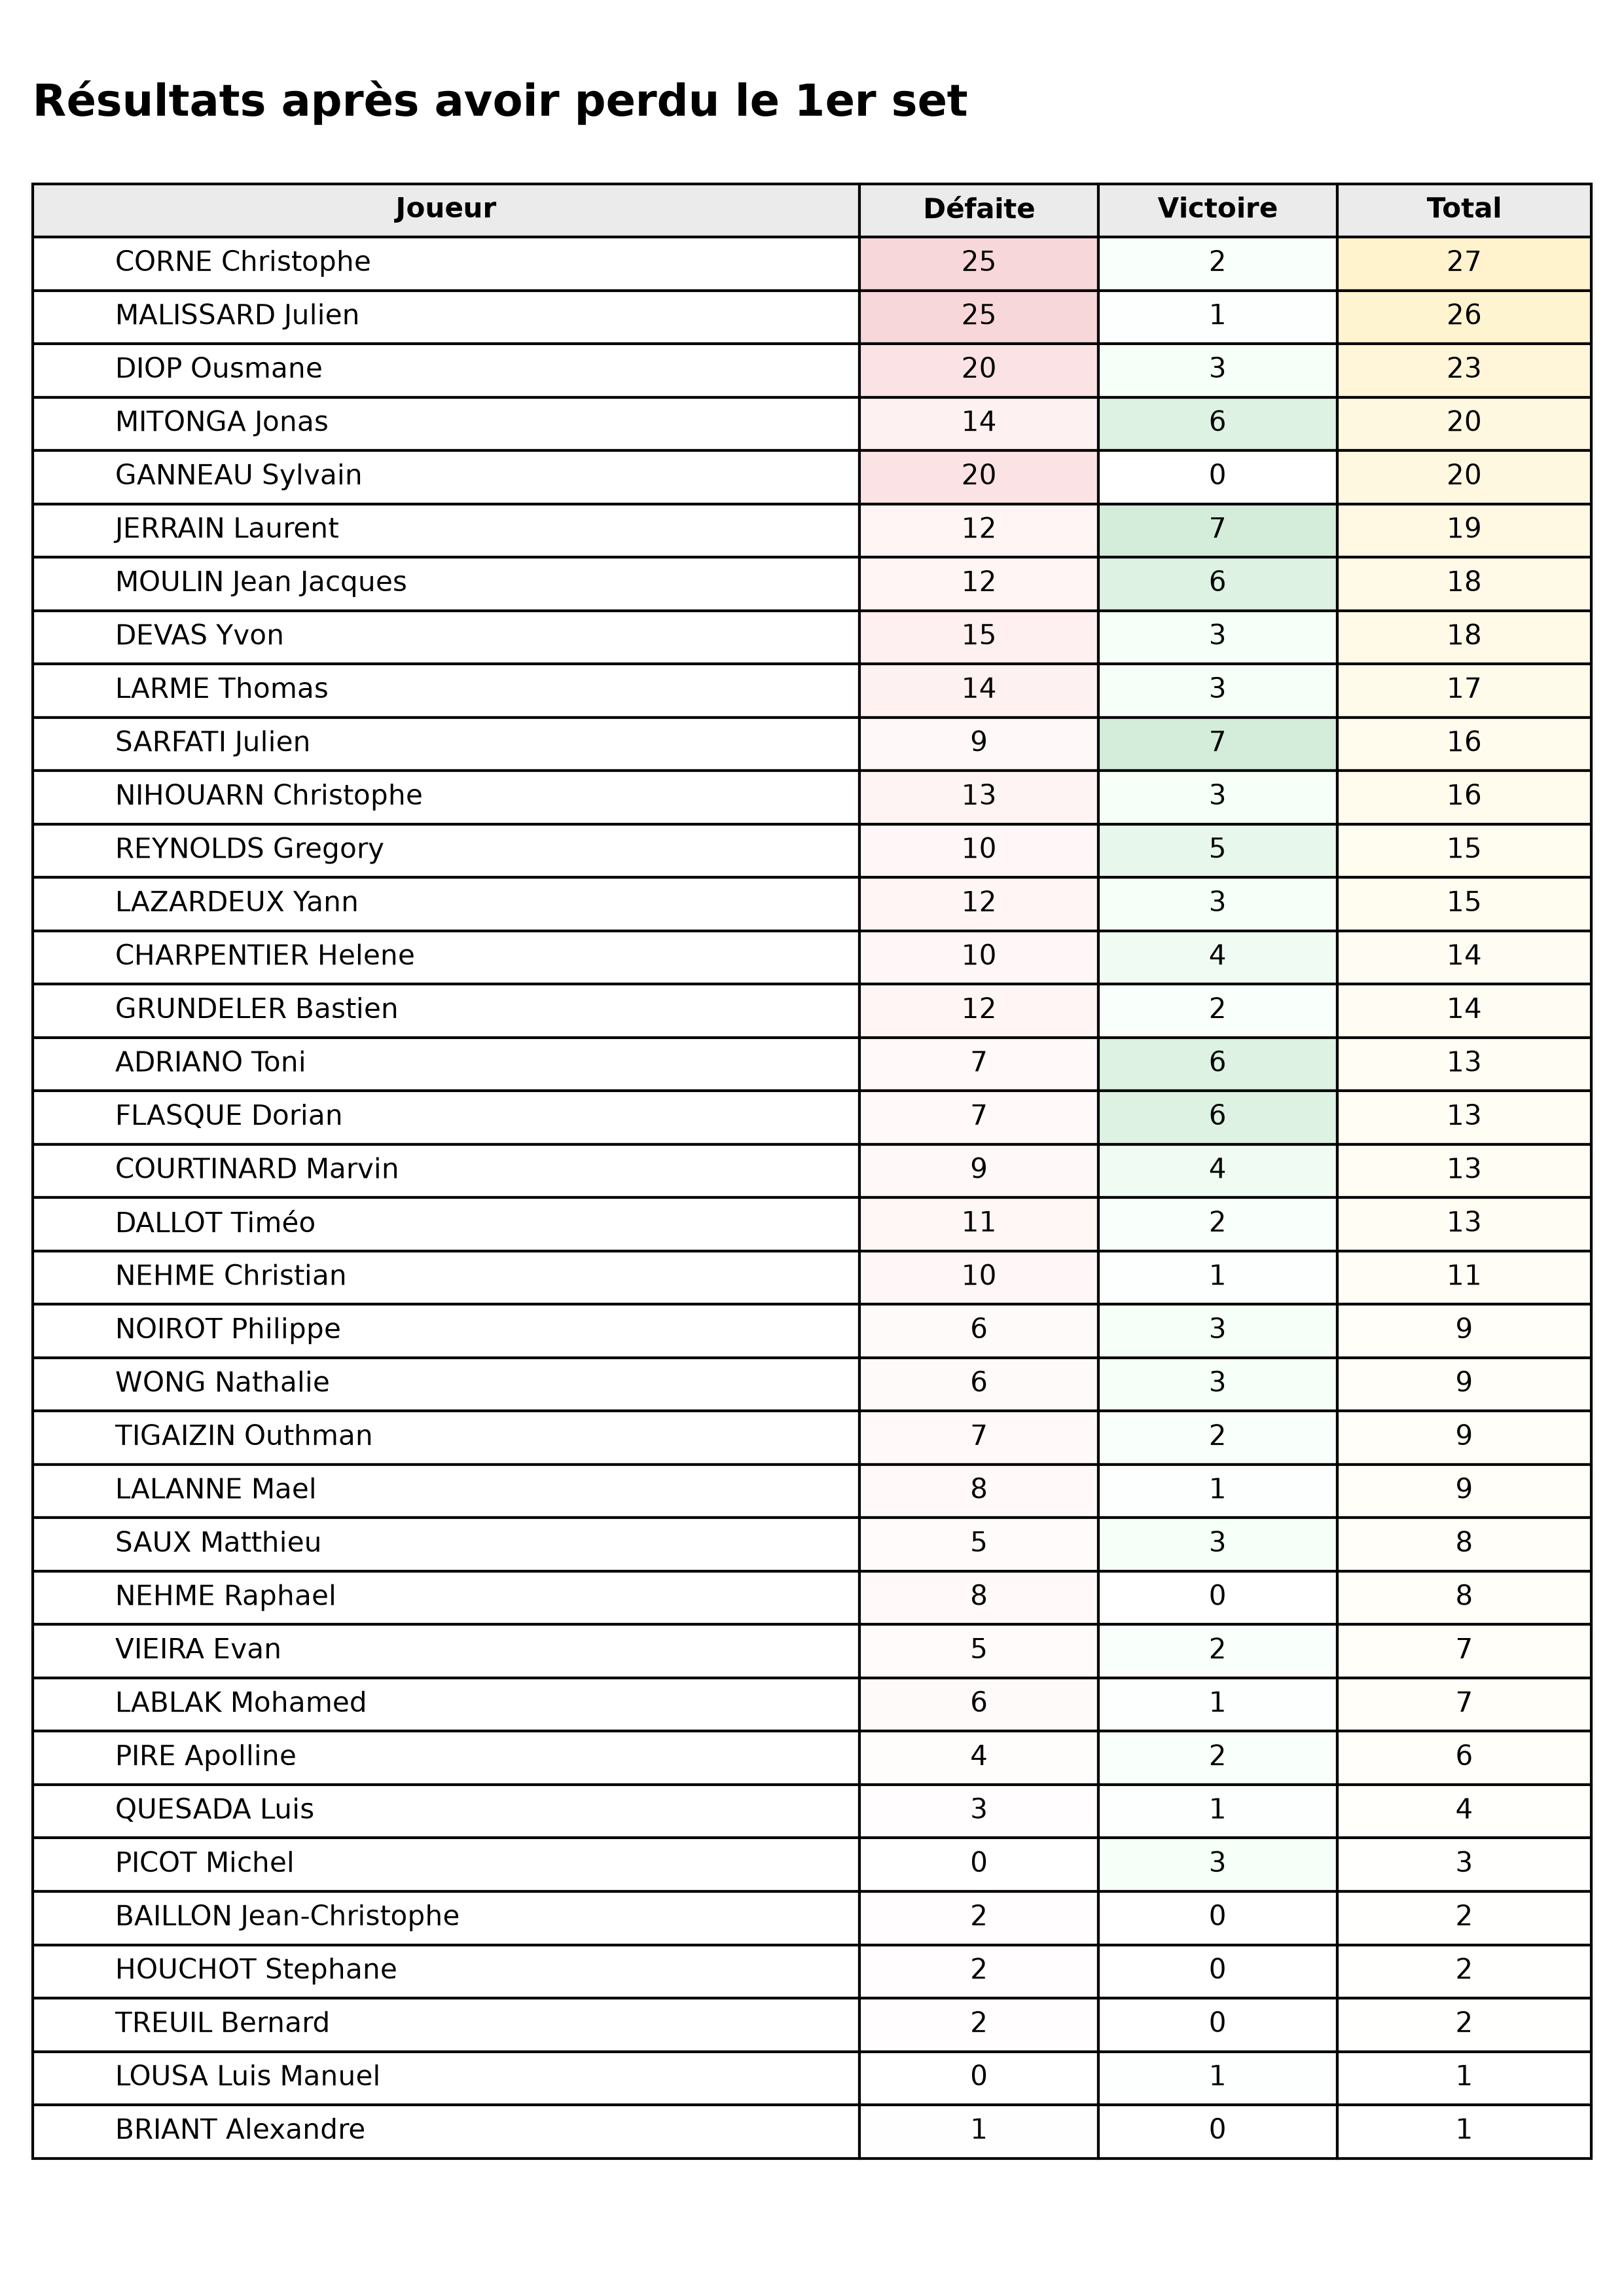 Résultats après avoir perdu le 1er set
Joueur Défaite Victoire Total
CORNE Christophe 25 2 27
MALISSARD Julien 25 1 26
DIOP Ousmane 20 3 23
MITONGA Jonas 14 6 20
GANNEAU Sylvain 20 0 20
JERRAIN Laurent 12 7 19
MOULIN Jean Jacques 12 6 18
DEVAS Yvon 15 3 18
LARME Thomas 14 3 17
SARFATI Julien 9 7 16
NIHOUARN Christophe 13 3 16
REYNOLDS Gregory 10 5 15
LAZARDEUX Yann 12 3 15
CHARPENTIER Helene 10 4 14
GRUNDELER Bastien 12 2 14
ADRIANO Toni 7 6 13
FLASQUE Dorian 7 6 13
COURTINARD Marvin 9 4 13
DALLOT Timéo 11 2 13
NEHME Christian 10 1 11
NOIROT Philippe 6 3 9
WONG Nathalie 6 3 9
TIGAIZIN Outhman 7 2 9
LALANNE Mael 8 1 9
SAUX Matthieu 5 3 8
NEHME Raphael 8 0 8
VIEIRA Evan 5 2 7
LABLAK Mohamed 6 1 7
PIRE Apolline 4 2 6
QUESADA Luis 3 1 4
PICOT Michel 0 3 3
BAILLON Jean-Christophe 2 0 2
HOUCHOT Stephane 2 0 2
TREUIL Bernard 2 0 2
LOUSA Luis Manuel 0 1 1
BRIANT Alexandre 1 0 1